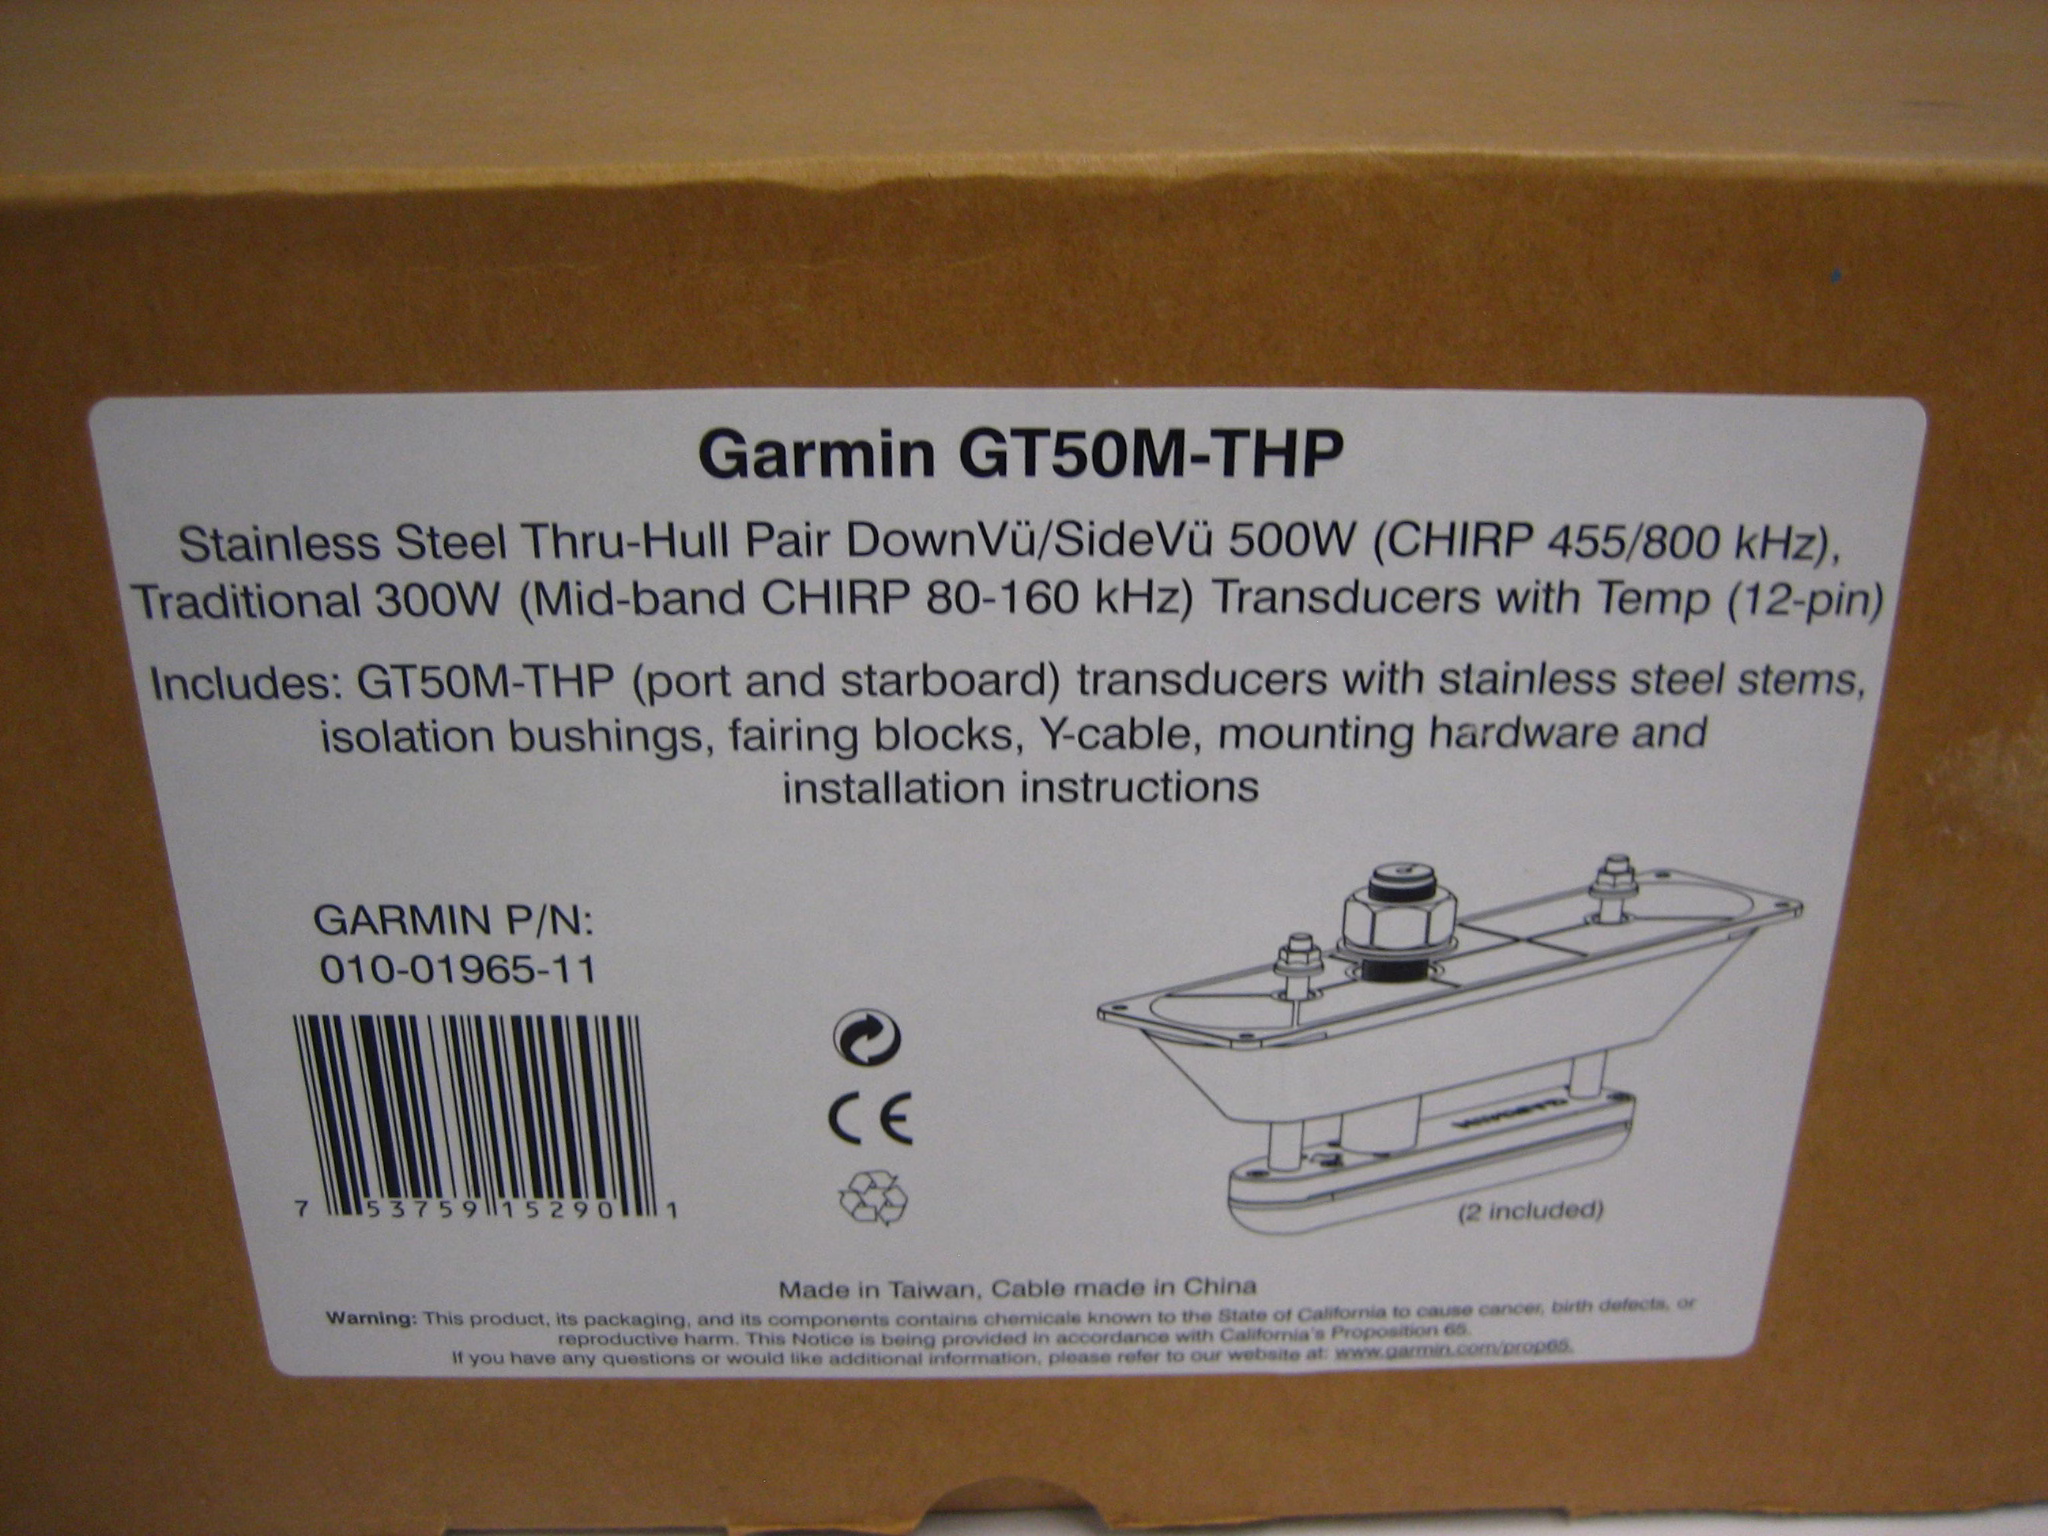 Garmin GT50M-THP
Stainless Steel Thru-Hull Pair DownVü/SideVü 500W (CHIRP 455/800 kHz),
Traditional 300W (Mid-band CHIRP 80-160 kHz) Transducers with Temp (12-pin)
Includes: GT50M-THP (port and starboard) transducers with stainless steel stems,
isolation bushings, fairing blocks, Y-cable, mounting hardware and
installation instructions
GARMIN P/N:
010-01965-11
7 53759 15290 1
CE
(2 included)
Made in Taiwan, Cable made in China
Warning: This product, its packaging, and its components contains chemicals known to the State of California to cause cancer, birth defects, or
reproductive harm. This Notice is being provided in accordance with California's Proposition 65.
If you have any questions or would like additional information, please refer to our website at: www.garmin.com/prop65.